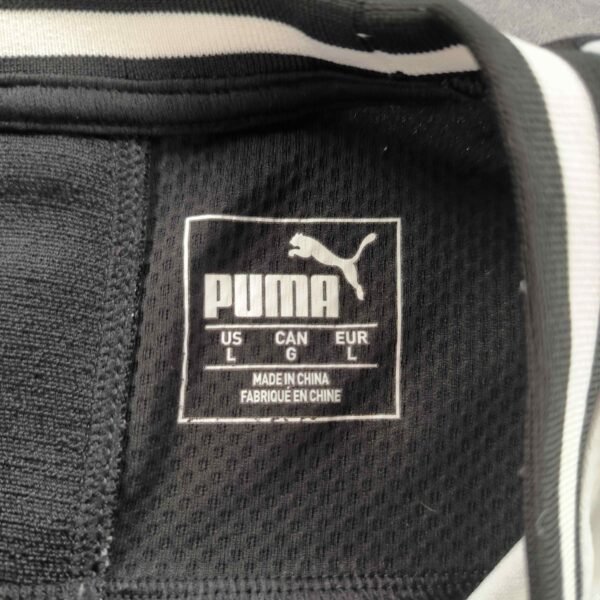 PUMA
US CAN EUR
L G L
MADE IN CHINA
FABRIQUÉ EN CHINE